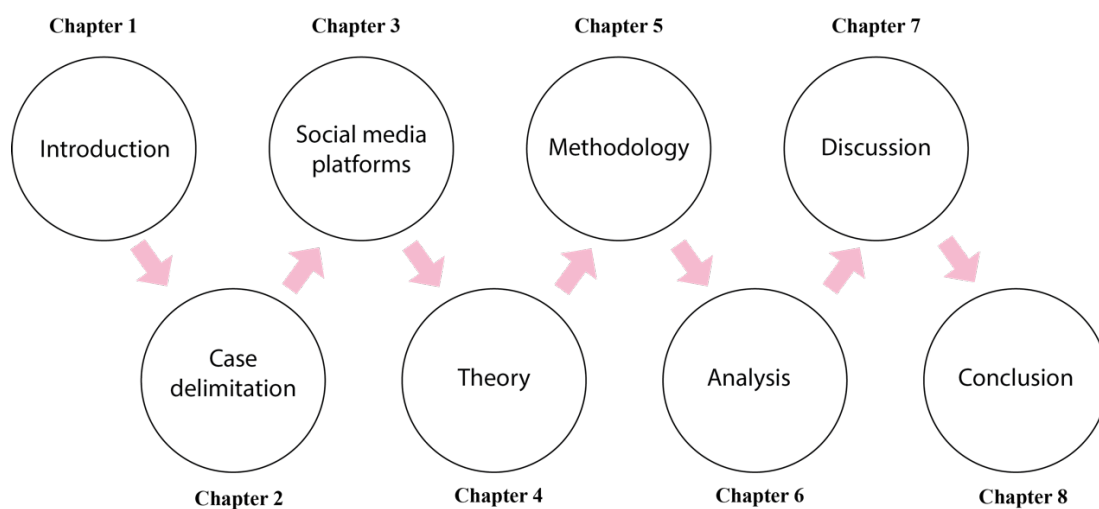 Chapter 1
Introduction
Case
delimitation
Chapter 2
Chapter 3
Social media
platforms
Theory
Chapter 4
Chapter 5
Methodology
Analysis
Chapter 6
Chapter 7
Discussion
Conclusion
Chapter 8